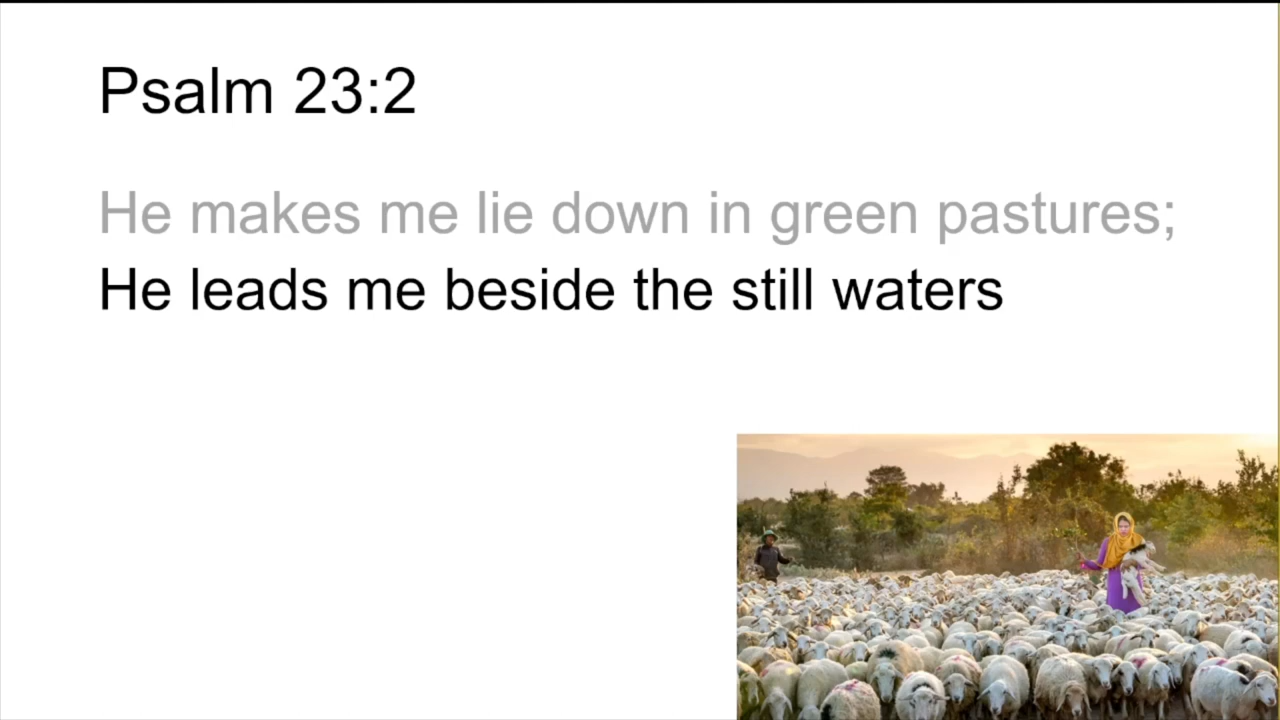 Psalm 23:2
He makes me lie down in green pastures;
He leads me beside the still waters